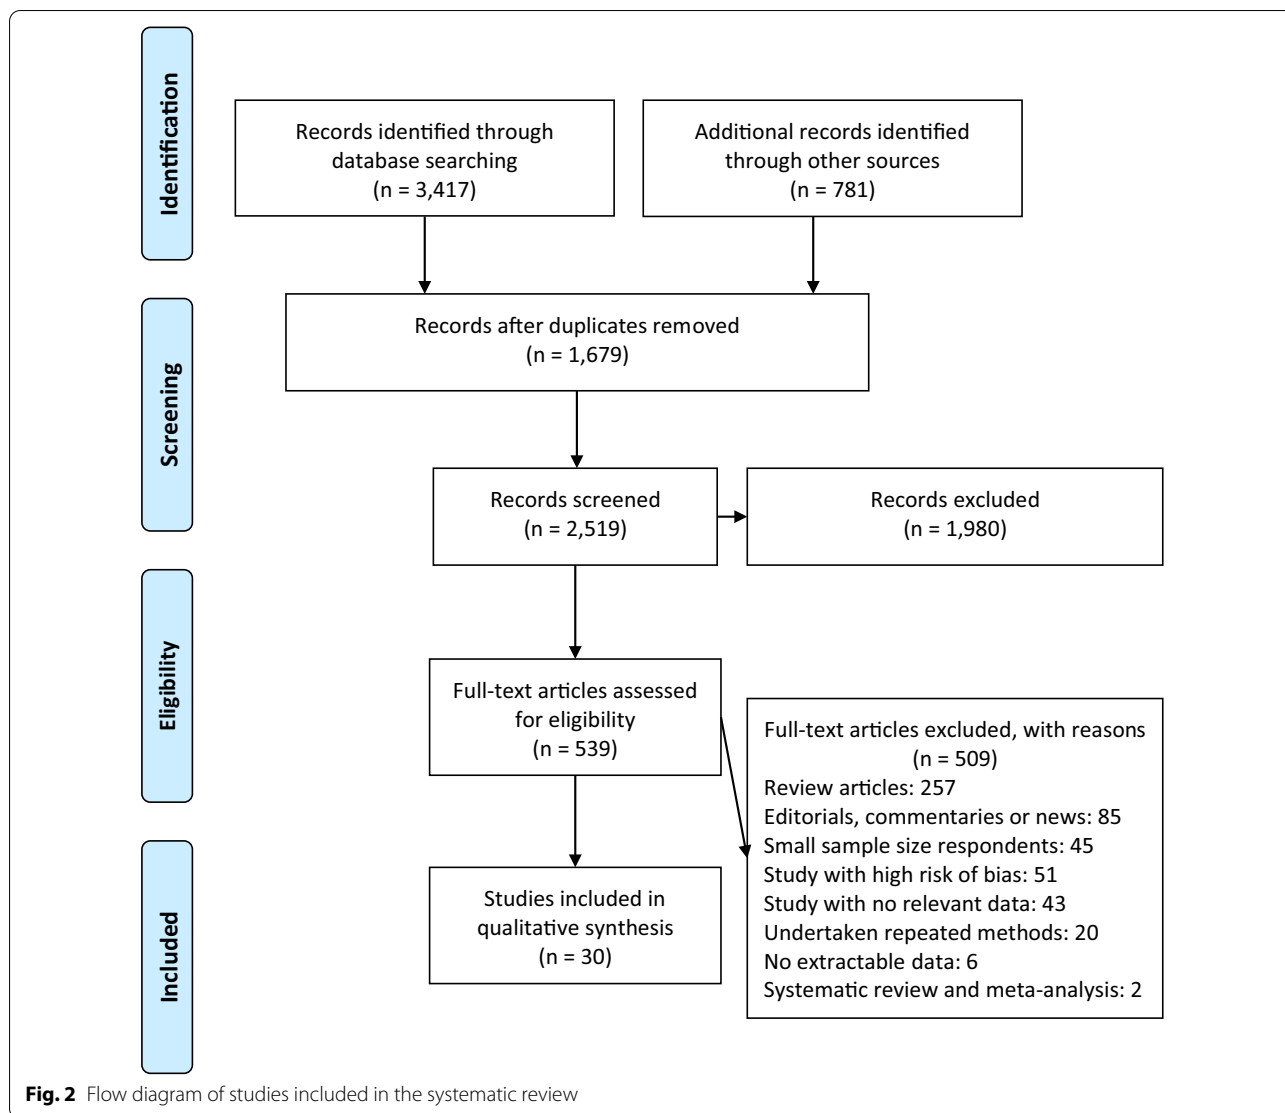 Identification
Records identified through
database searching
(n = 3,417)
Additional records identified
through other sources
(n = 781)
Screening
Records after duplicates removed
(n = 1,679)
Records screened
(n = 2,519)
Records excluded
(n = 1,980)
Eligibility
Full-text articles assessed
for eligibility
(n = 539)
Full-text articles excluded, with reasons
(n = 509)
Review articles: 257
Editorials, commentaries or news: 85
Small sample size respondents: 45
Study with high risk of bias: 51
Study with no relevant data: 43
Undertaken repeated methods: 20
No extractable data: 6
Systematic review and meta-analysis: 2
Included
Studies included in
qualitative synthesis
(n = 30)
Fig. 2 Flow diagram of studies included in the systematic review